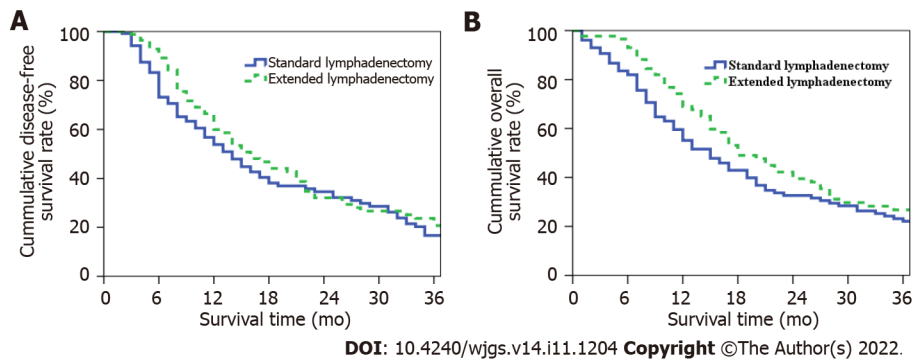 A
Cummulative disease-free
survival rate (%)
100
80
60
40
20
0
Standard lymphadenectomy
Extended lymphadenectomy
0 6 12 18 24 30 36
Survival time (mo)
B
Cummulative overall
survival rate (%)
100
80
60
40
20
0
Standard lymphadenectomy
Extended lymphadenectomy
0 6 12 18 24 30 36
Survival time (mo)
DOI: 10.4240/wjgs.v14.i11.1204 Copyright ©The Author(s) 2022.